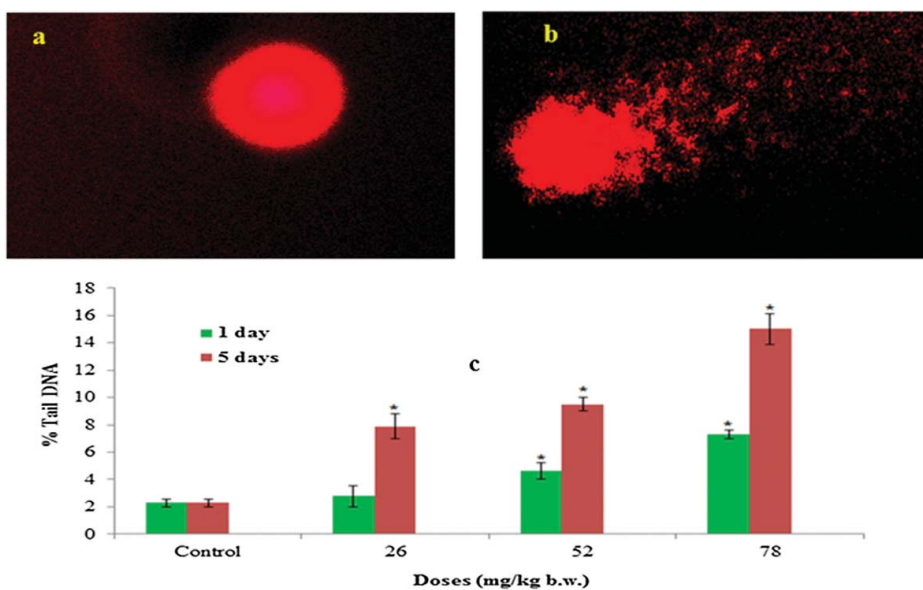 a
b
% Tail DNA
18
16
14
12
10
8
6
4
2
0
1 day
5 days
c
*
*
*
*
*
Control 26 52 78
Doses (mg/kg b.w.)